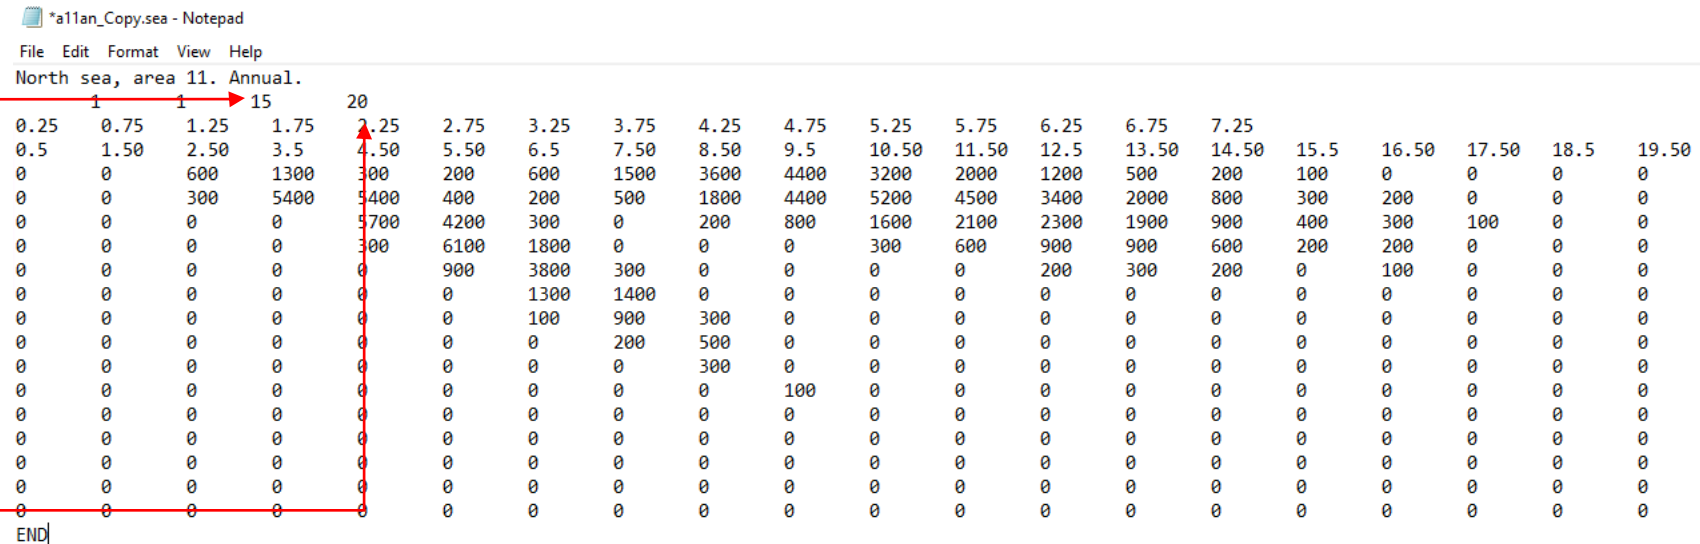 *a11an_Copy.sea - Notepad
File Edit Format View Help
North sea, area 11. Annual.
1 1 15 20
0.25 0.75 1.25 1.75 2.25 2.75 3.25 3.75 4.25 4.75 5.25 5.75 6.25 6.75 7.25
0.5 1.50 2.50 3.5 4.50 5.50 6.5 7.50 8.50 9.5 10.50 11.50 12.5 13.50 14.50 15.5 16.50 17.50 18.5 19.50
0 0 600 1300 300 200 600 1500 3600 4400 3200 2000 1200 500 200 100 0 0 0 0
0 0 300 5400 5400 400 200 500 1800 4400 5200 4500 3400 2000 800 300 200 0 0 0
0 0 0 0 5700 4200 300 0 200 800 1600 2100 2300 1900 900 400 300 100 0 0
0 0 0 0 300 6100 1800 0 0 0 300 600 900 900 600 200 200 0 0 0
0 0 0 0 0 900 3800 300 0 0 0 0 200 300 200 0 100 0 0 0
0 0 0 0 0 0 1300 1400 0 0 0 0 0 0 0 0 0 0 0 0
0 0 0 0 0 0 100 900 300 0 0 0 0 0 0 0 0 0 0 0
0 0 0 0 0 0 0 200 500 0 0 0 0 0 0 0 0 0 0 0
0 0 0 0 0 0 0 0 300 0 0 0 0 0 0 0 0 0 0 0
0 0 0 0 0 0 0 0 0 100 0 0 0 0 0 0 0 0 0 0
0 0 0 0 0 0 0 0 0 0 0 0 0 0 0 0 0 0 0 0
0 0 0 0 0 0 0 0 0 0 0 0 0 0 0 0 0 0 0 0
0 0 0 0 0 0 0 0 0 0 0 0 0 0 0 0 0 0 0 0
0 0 0 0 0 0 0 0 0 0 0 0 0 0 0 0 0 0 0 0
0 0 0 0 0 0 0 0 0 0 0 0 0 0 0 0 0 0 0 0
END